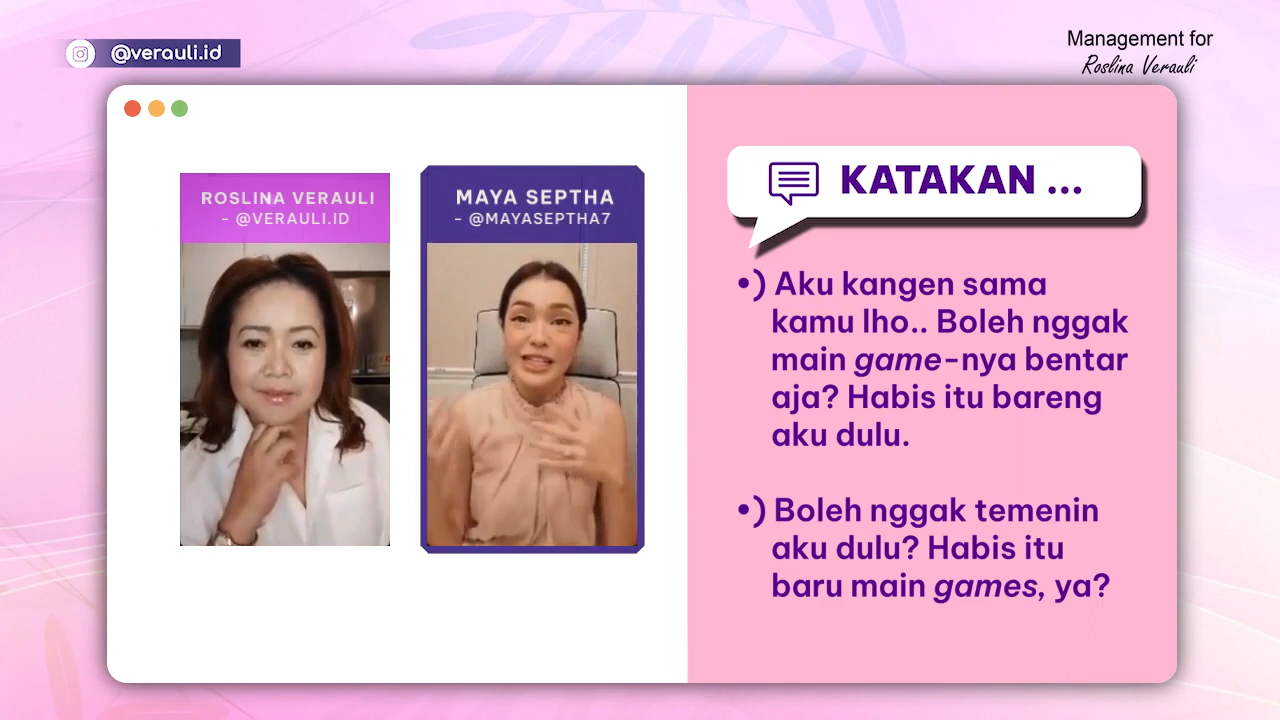 @verauli.id
Management for
Roslina Verauli
ROSLINA VERAULI
- @VERAULI.ID
MAYA SEPTHA
- @MAYASEPTHA7
KATAKAN ...
•) Aku kangen sama
kamu lho.. Boleh nggak
main game-nya bentar
aja? Habis itu bareng
aku dulu.
•) Boleh nggak temenin
aku dulu? Habis itu
baru main games, ya?